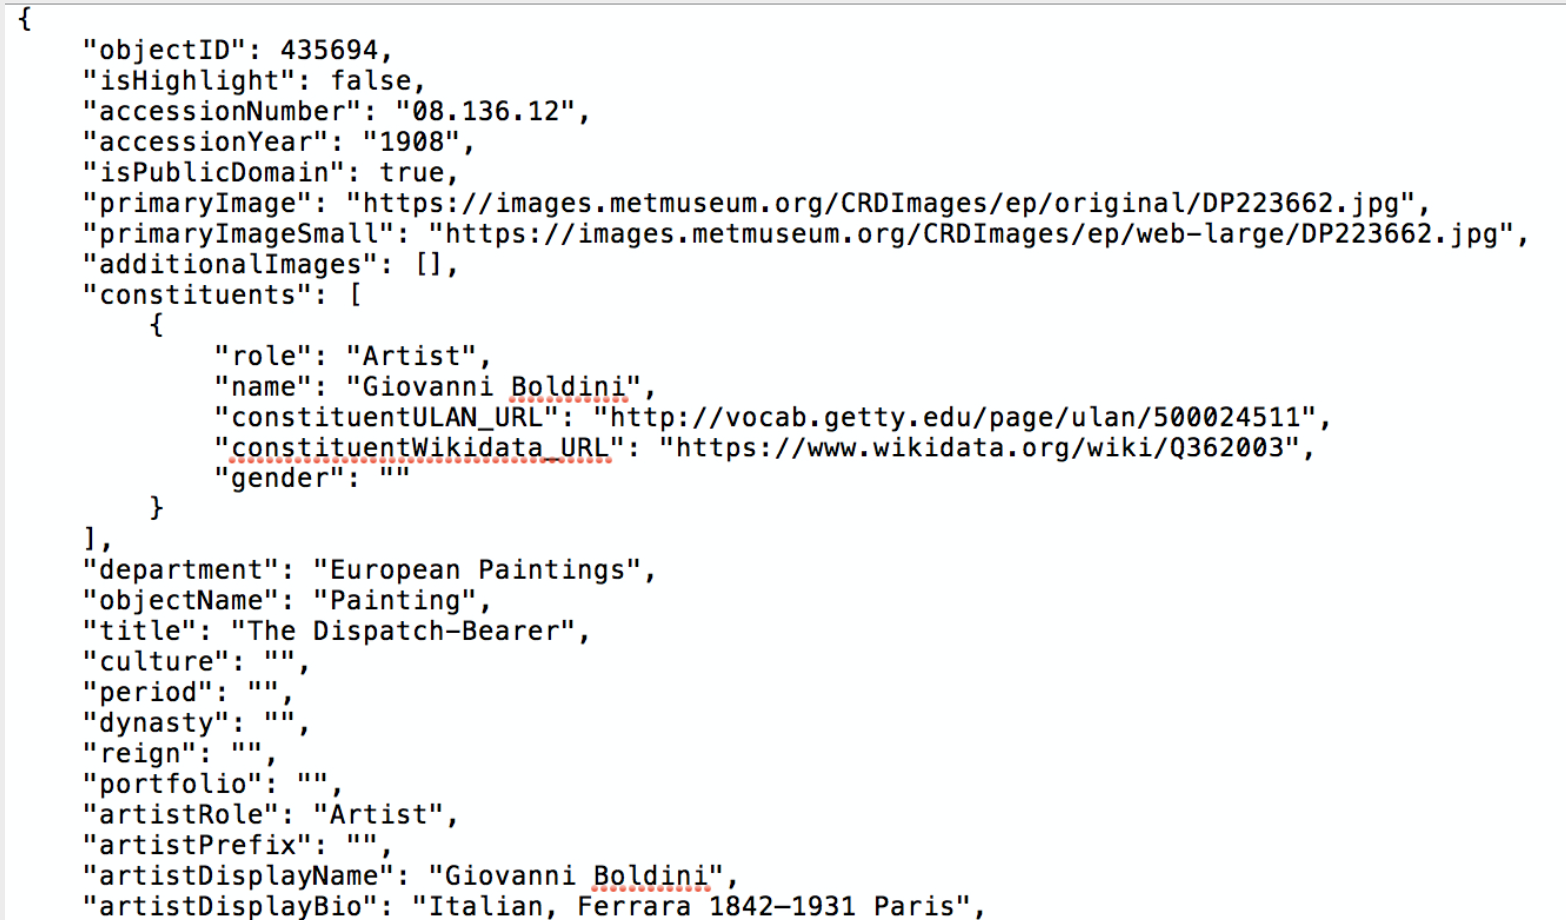 {
    "objectID": 435694,
    "isHighlight": false,
    "accessionNumber": "08.136.12",
    "accessionYear": "1908",
    "isPublicDomain": true,
    "primaryImage": "https://images.metmuseum.org/CRDImages/ep/original/DP223662.jpg",
    "primaryImageSmall": "https://images.metmuseum.org/CRDImages/ep/web-large/DP223662.jpg",
    "additionalImages": [],
    "constituents": [
        {
            "role": "Artist",
            "name": "Giovanni Boldini",
            "constituentULAN_URL": "http://vocab.getty.edu/page/ulan/500024511",
            "constituentWikidata_URL": "https://www.wikidata.org/wiki/Q362003",
            "gender": ""
        }
    ],
    "department": "European Paintings",
    "objectName": "Painting",
    "title": "The Dispatch-Bearer",
    "culture": "",
    "period": "",
    "dynasty": "",
    "reign": "",
    "portfolio": "",
    "artistRole": "Artist",
    "artistPrefix": "",
    "artistDisplayName": "Giovanni Boldini",
    "artistDisplayBio": "Italian, Ferrara 1842–1931 Paris",